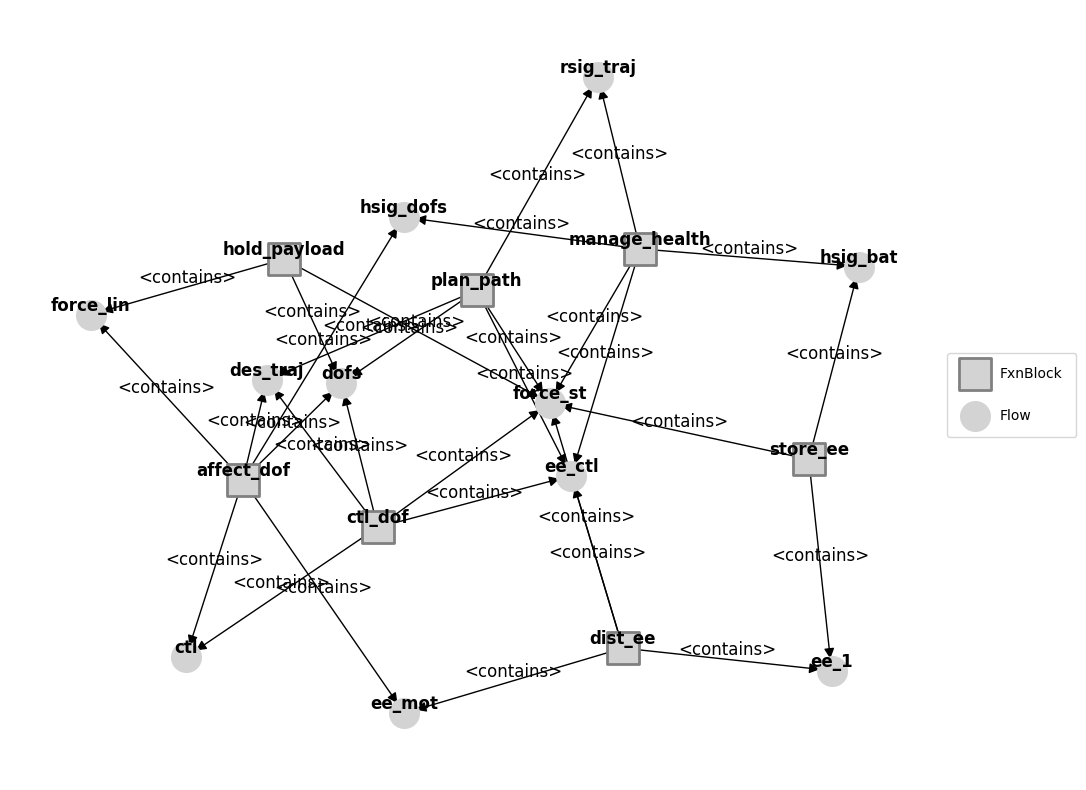 rsig_traj
<contains>
<contains>
hsig_dofs
<contains>
manage_health
<contains>
hold_payload
hsig_bat
<contains>
plan_path
force_lin
<contains>
<contains>
<contains>
<contains>
<contains>
<contains>
<contains>
<contains>
<contains>
des_traj
dofs
<contains>
FxnBlock
<contains>
force_st
Flow
<contains>
<contains>
<contains>
<contains>
<contains>
store_ee
<contains>
affect_dof
ee_ctl
<contains>
ctl_dof
<contains>
<contains>
<contains>
<contains>
<contains>
<contains>
<contains>
dist_ee
ctl
<contains>
ee_1
<contains>
ee_mot